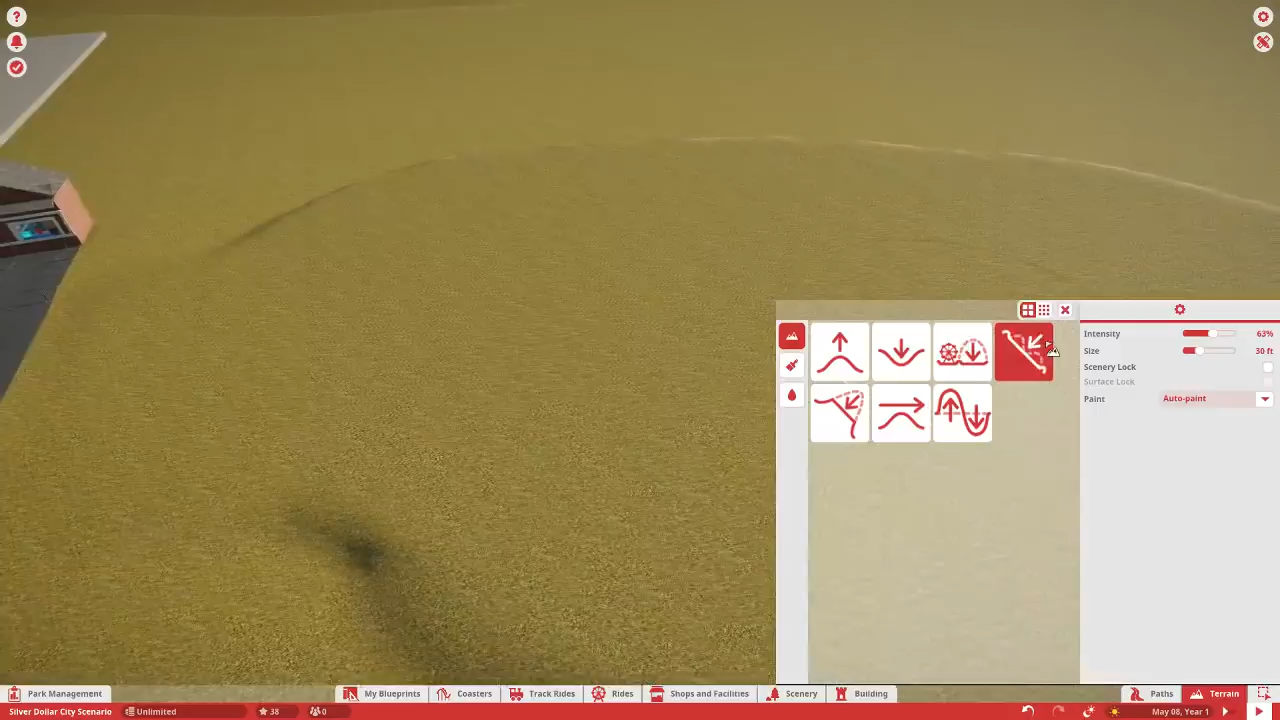 Intensity 63%
Size 30 ft
Scenery Lock
Surface Lock
Paint Auto-paint
Park Management My Blueprints Coasters Track Rides Rides Shops and Facilities Scenery Building Paths Terrain
Silver Dollar City Scenario Unlimited 38 0 May 08, Year 1